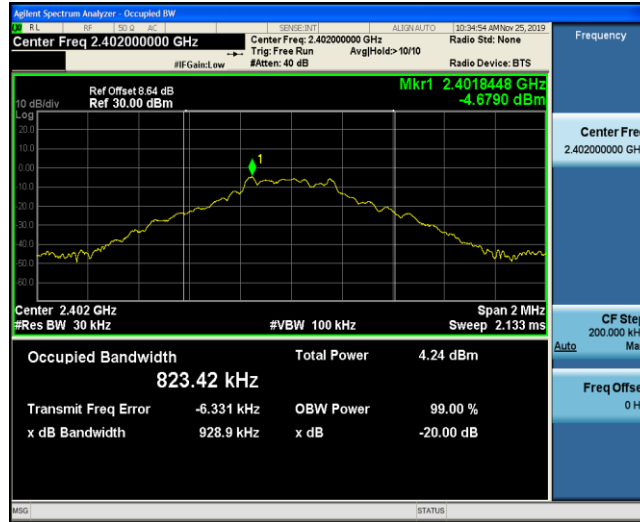 Agilent Spectrum Analyzer - Occupied BW
RL RF 50 Ω AC SENSE:INT ALIGN AUTO 10:34:54 AM Nov 25, 2019
Center Freq 2.402000000 GHz Center Freq: 2.402000000 GHz Radio Std: None Frequency
Trig: Free Run Avg|Hold:> 10/10
#IFGain:Low #Atten: 40 dB Radio Device: BTS
Ref Offset 8.64 dB Mkr1 2.4018448 GHz
10 dB/div Ref 30.00 dBm -4.6790 dBm
Log
20.0
10.0
0.00
-10.0
-20.0
-30.0
-40.0
-50.0
-60.0
1
Center Fre
2.402000000 GH
Center 2.402 GHz Span 2 MHz
#Res BW 30 kHz #VBW 100 kHz Sweep 2.133 ms
CF Ste
200.000 kH
Auto Ma
Occupied Bandwidth Total Power 4.24 dBm
823.42 kHz
Freq Offse
0 H
Transmit Freq Error -6.331 kHz OBW Power 99.00 %
x dB Bandwidth 928.9 kHz x dB -20.00 dB
MSG STATUS